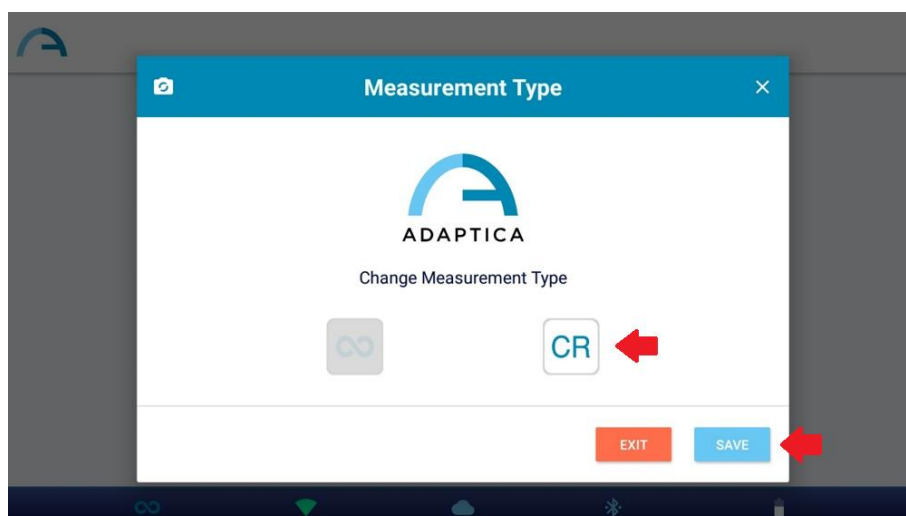 Measurement Type
ADAPTICA
Change Measurement Type
CR
EXIT SAVE